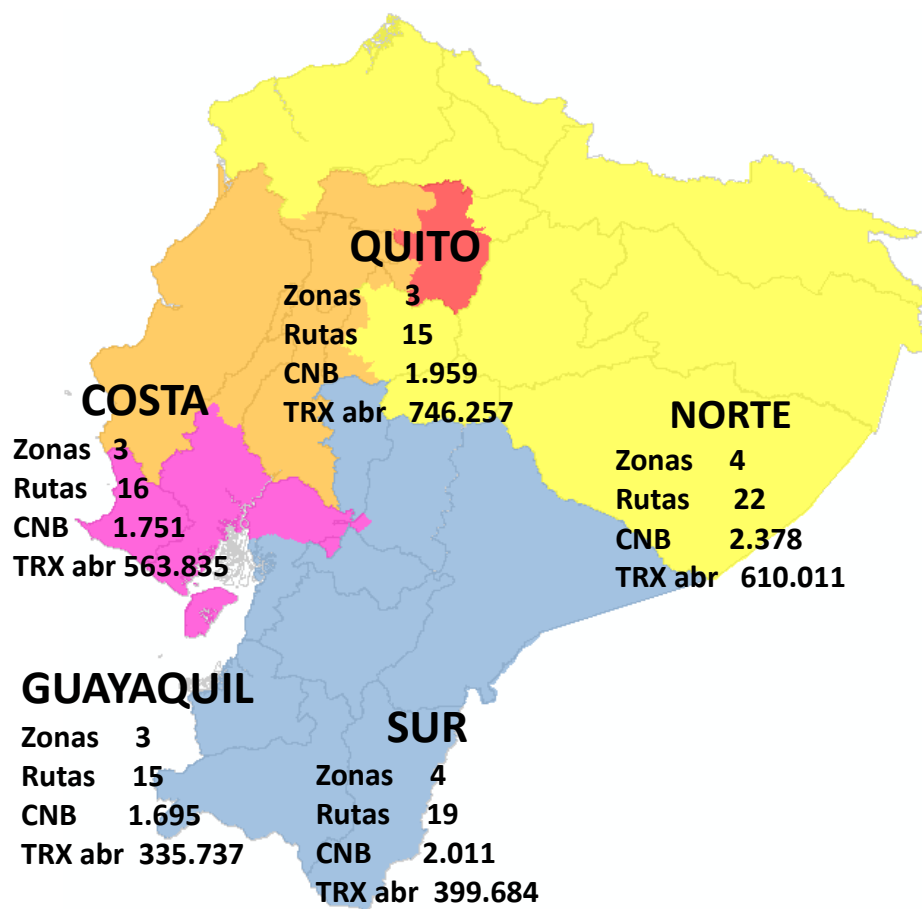 QUITO
Zonas 3
Rutas 15
CNB 1.959
TRX abr 746.257
COSTA
Zonas 3
Rutas 16
CNB 1.751
TRX abr 563.835
NORTE
Zonas 4
Rutas 22
CNB 2.378
TRX abr 610.011
GUAYAQUIL
Zonas 3
Rutas 15
CNB 1.695
TRX abr 335.737
SUR
Zonas 4
Rutas 19
CNB 2.011
TRX abr 399.684